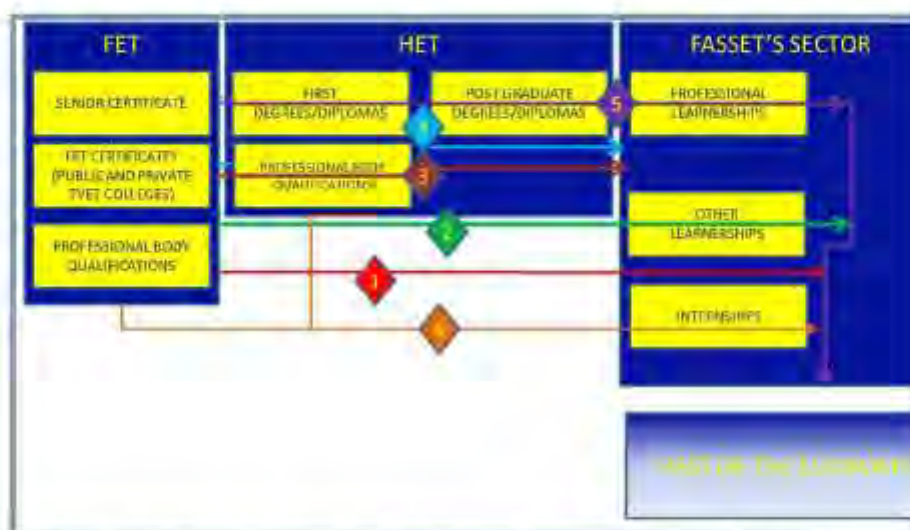 FET
HET
FASSET'S SECTOR
SENIOR CERTIFICATE
FIRST
DEGREES/DIPLOMAS
POST GRADUATE
DEGREES/DIPLOMAS
5
PROFESSIONAL
LEARNERSHIPS
4
FET CERTIFICATES
(PUBLIC AND PRIVATE
TVET COLLEGES)
PROFESSIONAL BODY
QUALIFICATIONS
3
2
OTHER
LEARNERSHIPS
PROFESSIONAL BODY
QUALIFICATIONS
1
INTERNSHIPS